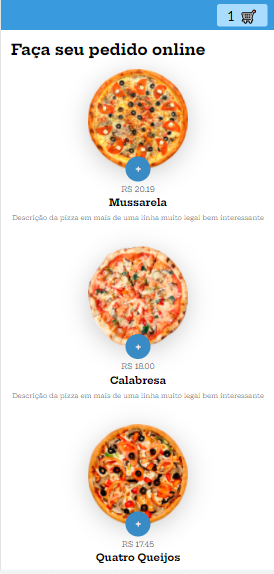 1
Faça seu pedido online
+
R$ 20.19
Mussarela
Descrição da pizza em mais de uma linha muito legal bem interessante
+
R$ 18.00
Calabresa
Descrição da pizza em mais de uma linha muito legal bem interessante
+
R$ 17.45
Quatro Queijos